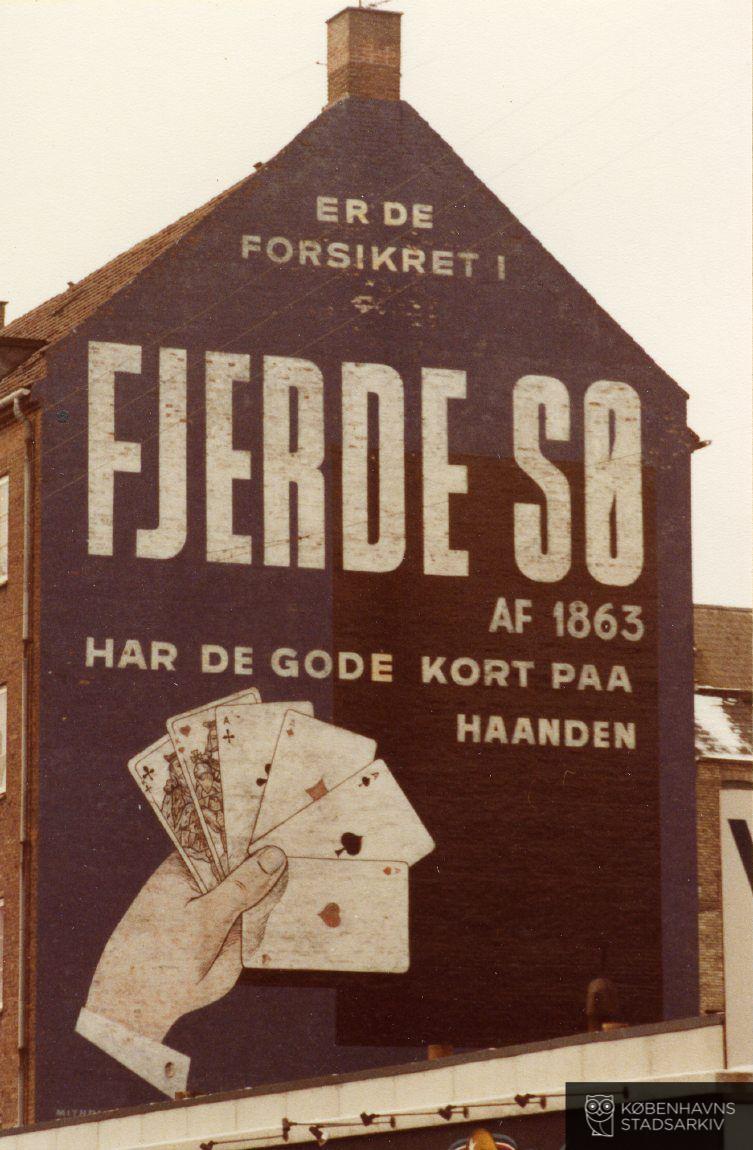 ER DE
FORSIKRET I
FJERDE SØ
AF 1863
HAR DE GODE KORT PAA
HAANDEN
A
A
A
KØBENHAVNS
STADSARKIV